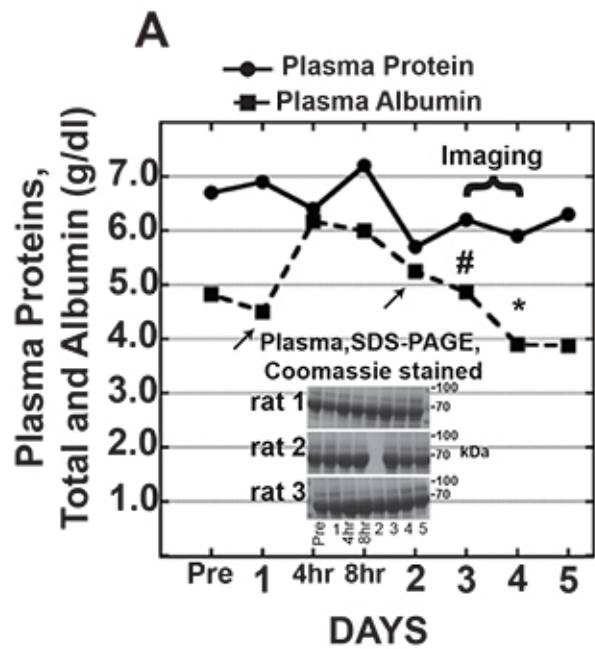 A
Plasma Protein
Plasma Albumin
Plasma Proteins,
Total and Albumin (g/dl)
7.0
6.0
5.0
4.0
3.0
2.0
1.0
Imaging
#
*
Plasma,SDS-PAGE,
Coomassie stained
rat 1
-100
-70
rat 2
-100
-70 kDa
rat 3
-100
-70
Pre 1 4hr 8hr 2 3 4 5
Pre 1 4hr 8hr 2 3 4 5
DAYS